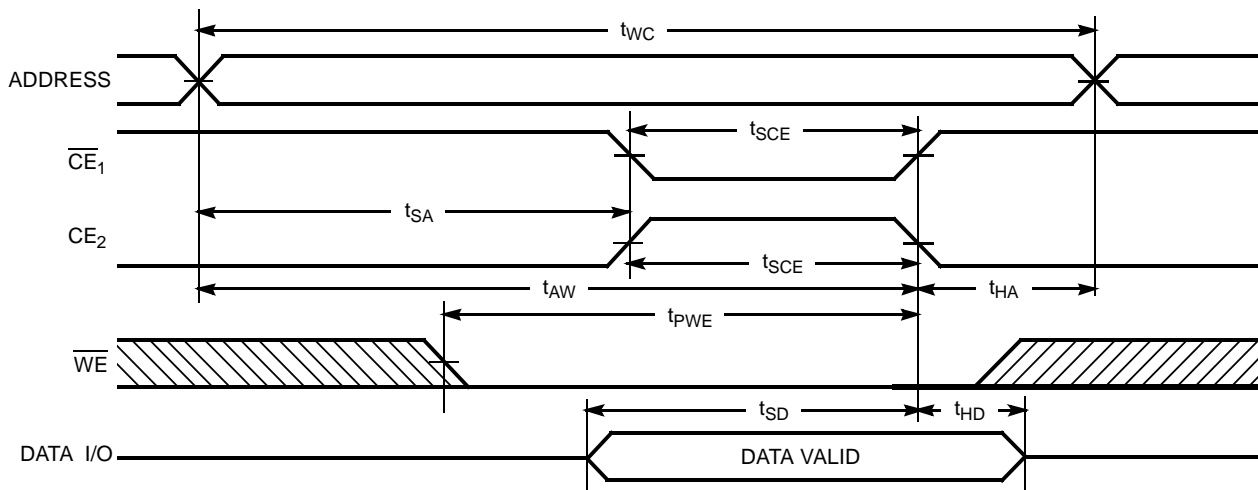 tWC
ADDRESS
tSCE
CE1
tSA
CE2
tSCE
tAW
tHA
tPWE
WE
tSD
tHD
DATA I/O
DATA VALID